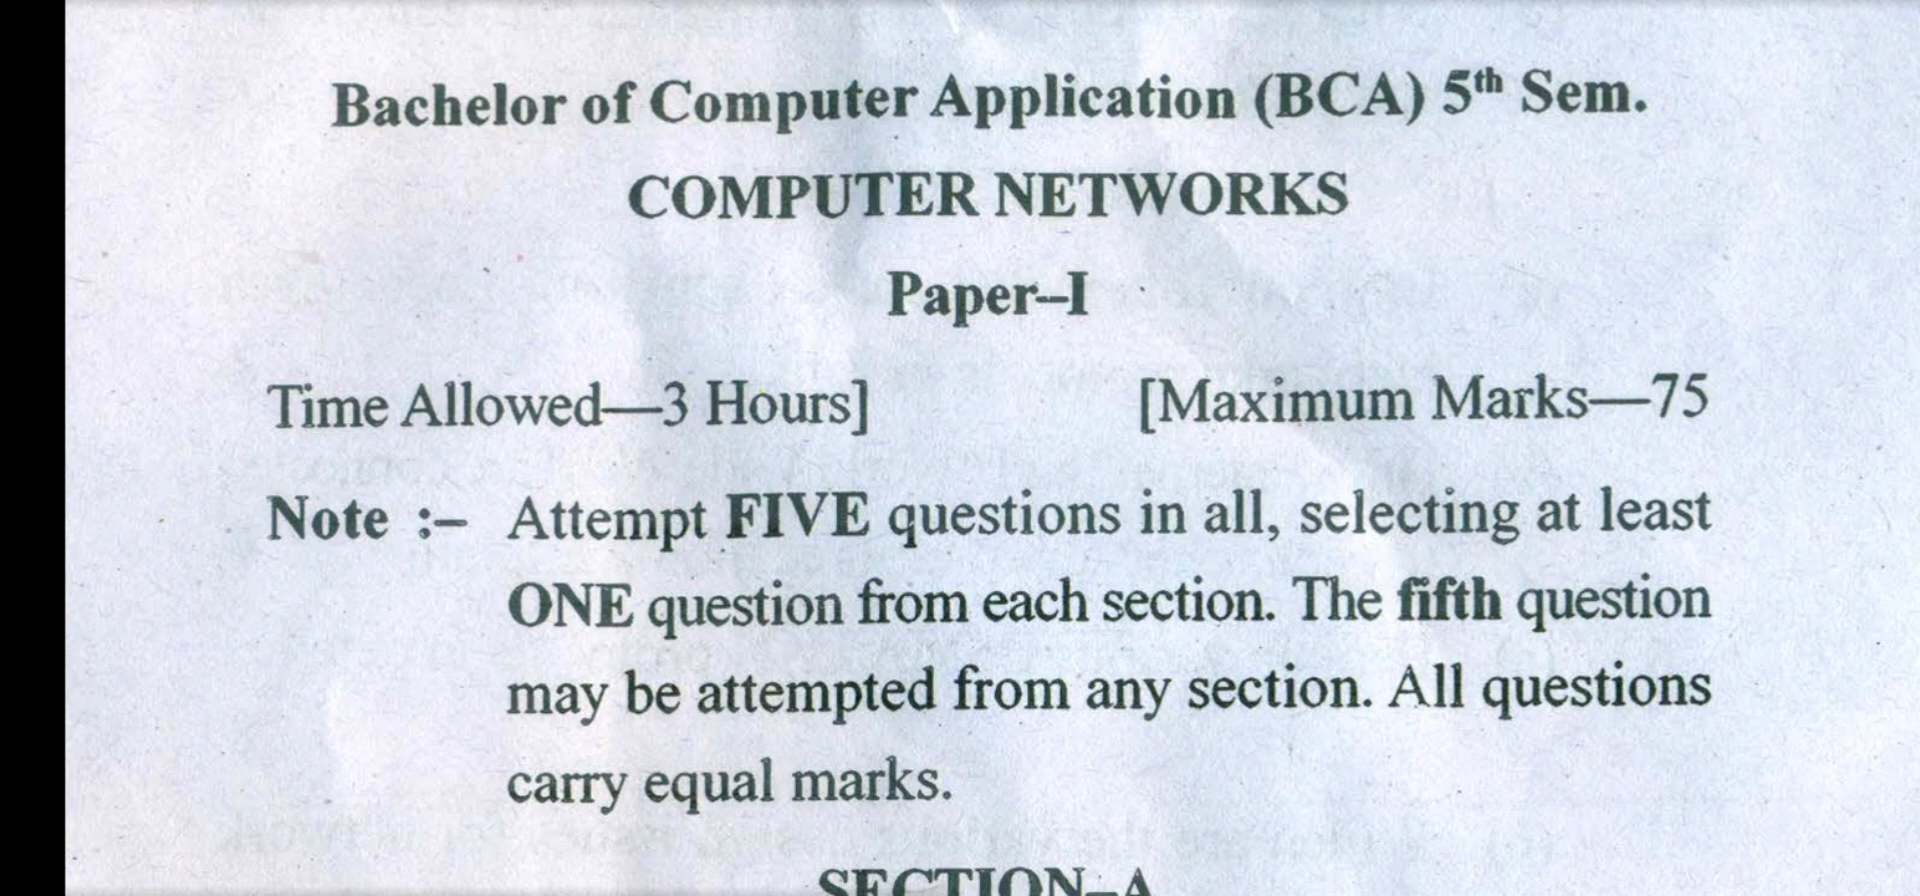 Bachelor of Computer Application (BCA) 5th Sem.
COMPUTER NETWORKS
Paper–I
Time Allowed—3 Hours] [Maximum Marks—75
Note :– Attempt FIVE questions in all, selecting at least
ONE question from each section. The fifth question
may be attempted from any section. All questions
carry equal marks.
SECTION–A